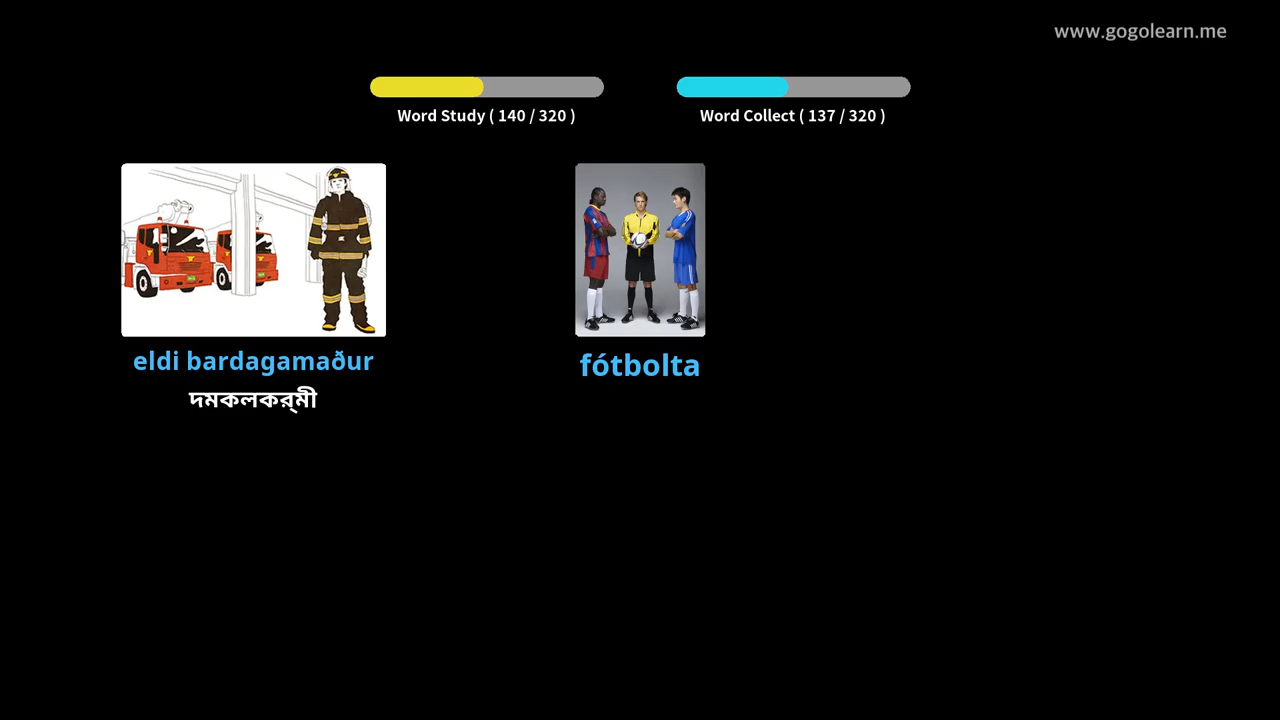 www.gogolearn.me
Word Study ( 140 / 320 )
Word Collect ( 137 / 320 )
eldi bardagamaður
দমকলকর্মী
fótbolta